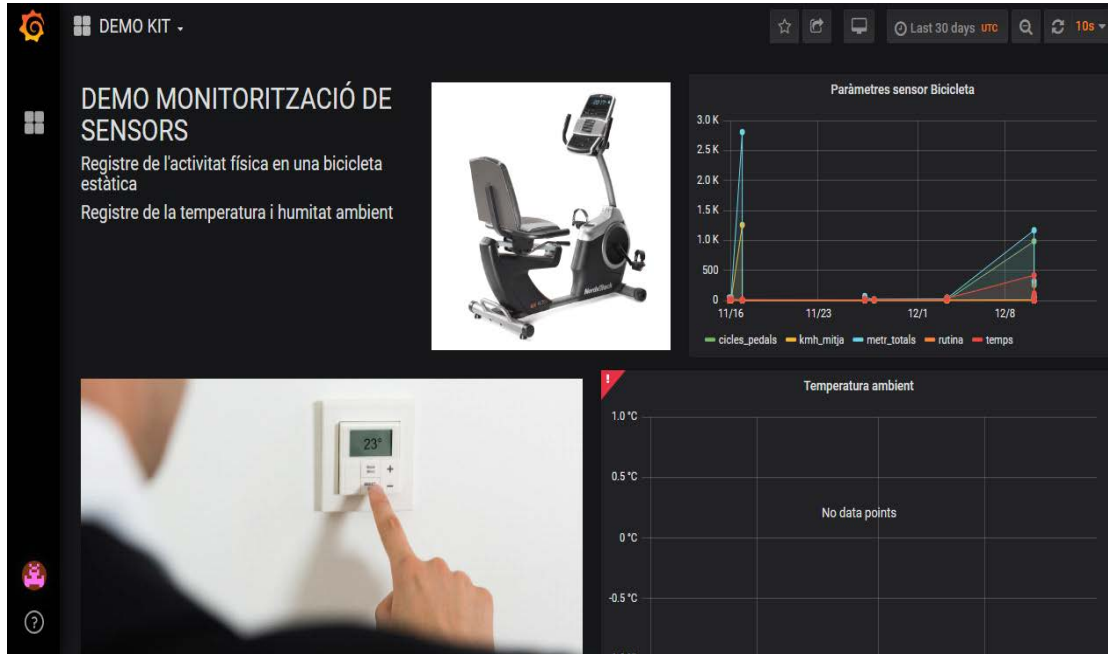 DEMO KIT
Last 30 days UTC
10s
DEMO MONITORITZACIÓ DE
SENSORS
Registre de l'activitat física en una bicicleta
estàtica
Registre de la temperatura i humitat ambient
NordicTrack
Paràmetres sensor Bicicleta
3.0 K
2.5 K
2.0 K
1.5 K
1.0 K
500
0
11/16 11/23 12/1 12/8
cicles_pedals kmh_mitja metr_totals rutina temps
23°
+
−
!
Temperatura ambient
1.0 °C
0.5 °C
No data points
0 °C
-0.5 °C
?